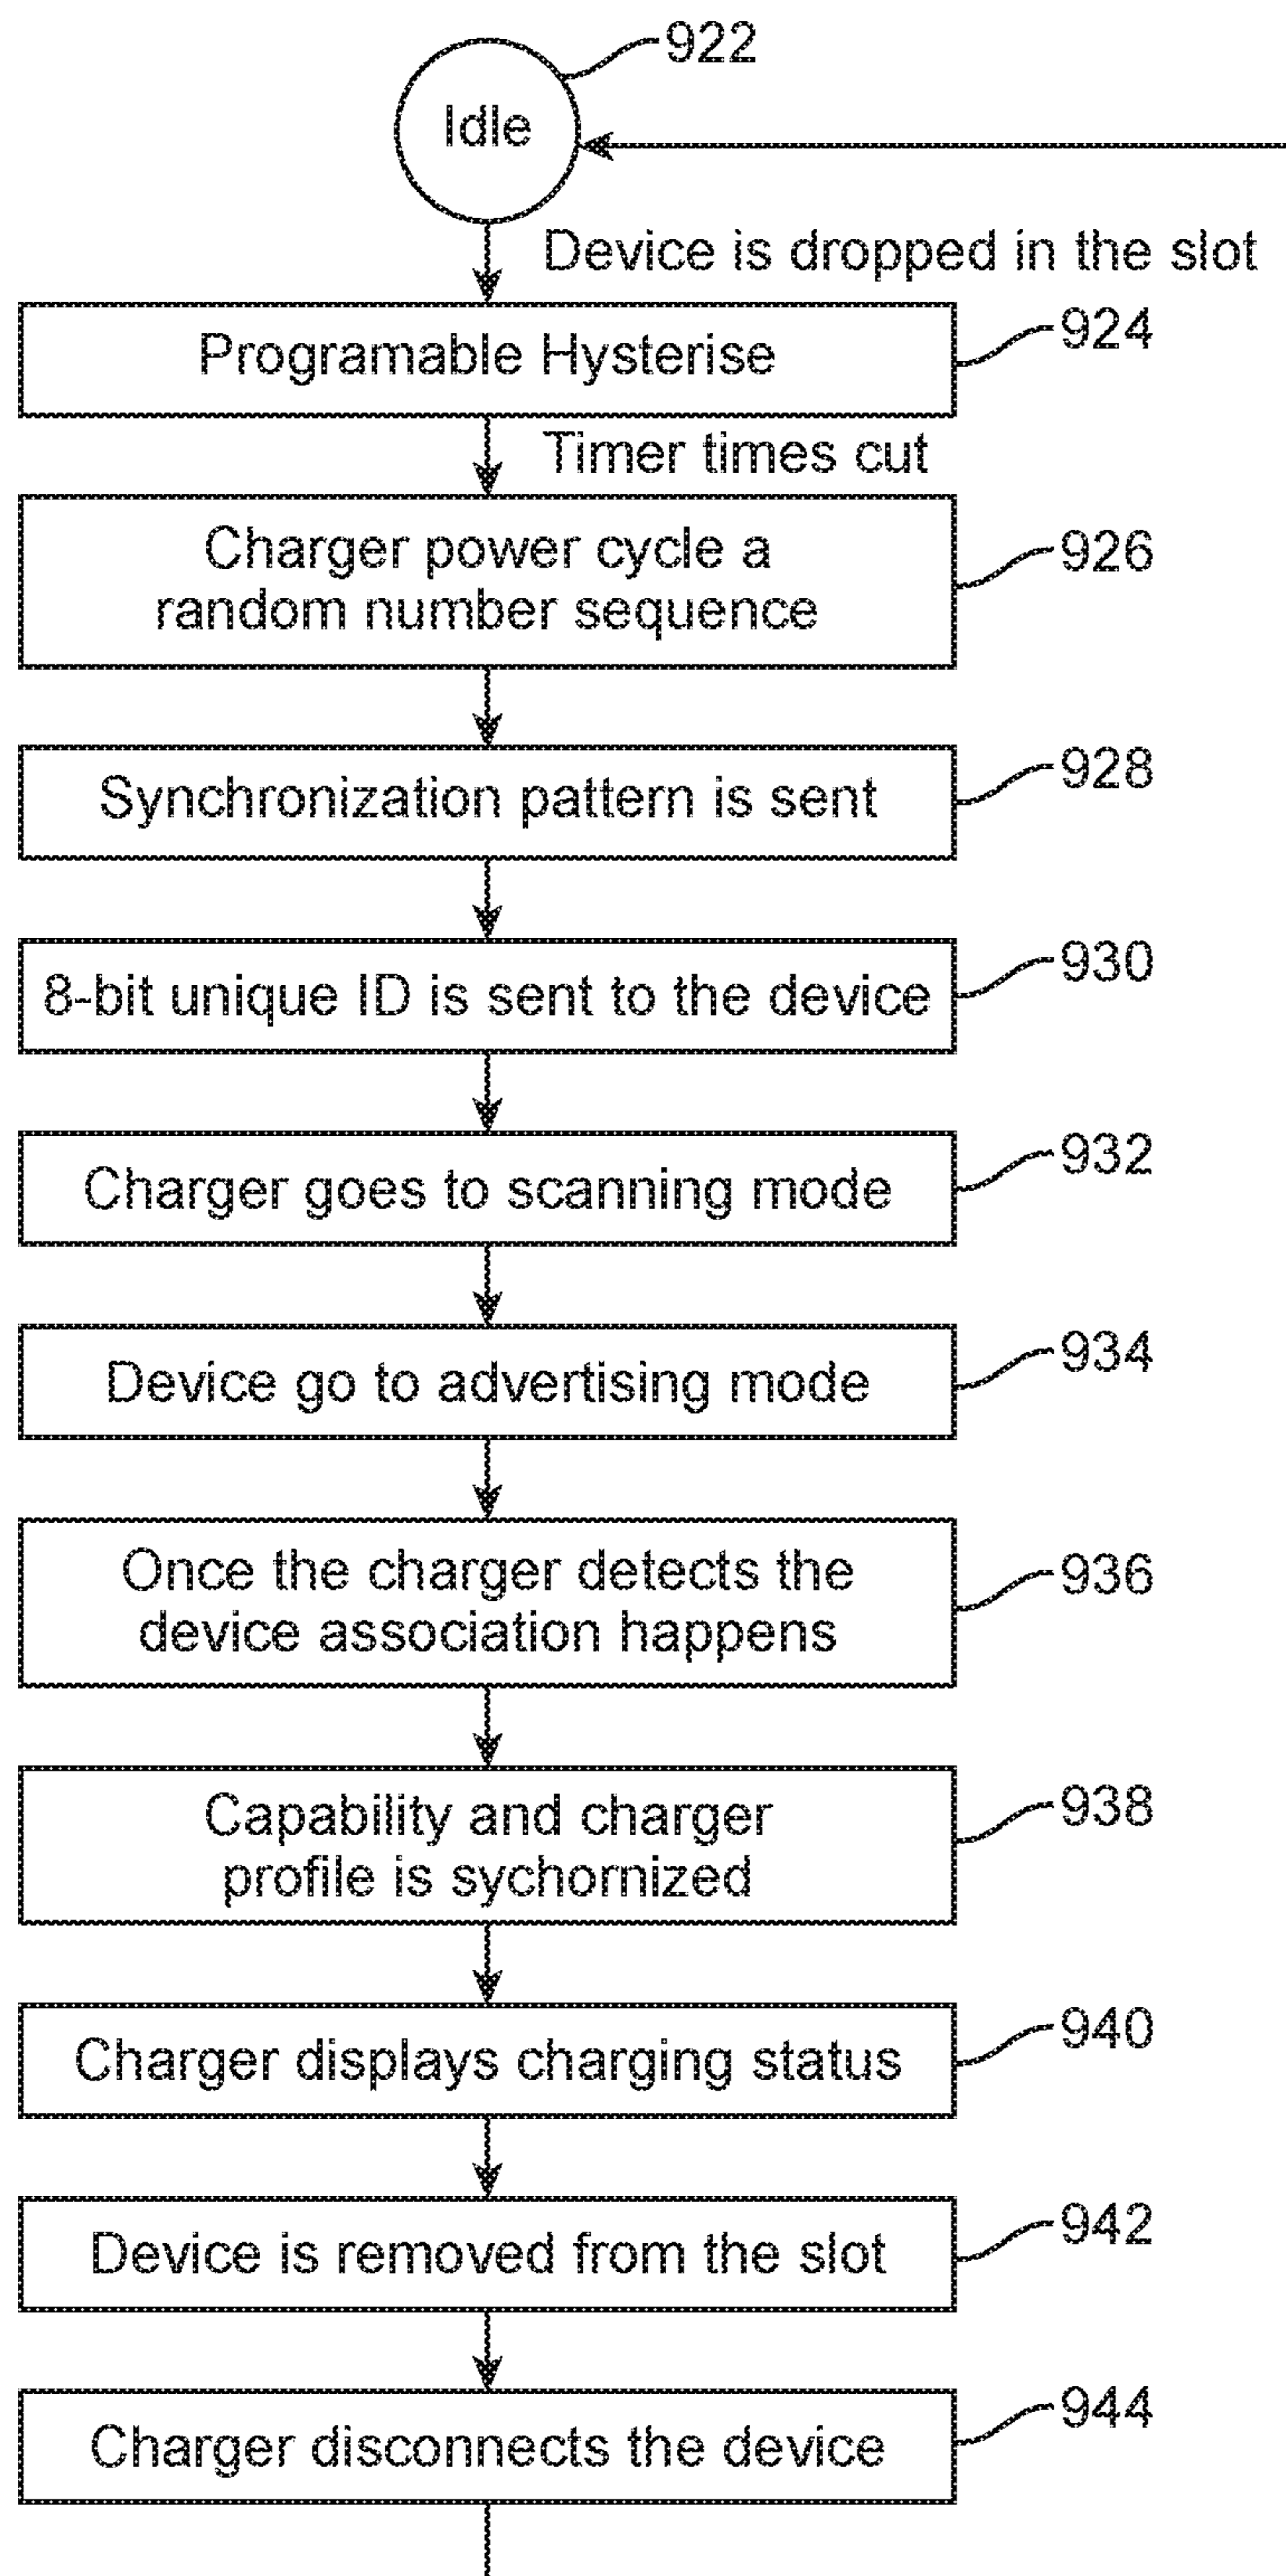 922
Idle
Device is dropped in the slot
Programable Hysterise
924
Timer times cut
Charger power cycle a
random number sequence
926
Synchronization pattern is sent
928
8-bit unique ID is sent to the device
930
Charger goes to scanning mode
932
Device go to advertising mode
934
Once the charger detects the
device association happens
936
Capability and charger
profile is sychornized
938
Charger displays charging status
940
Device is removed from the slot
942
Charger disconnects the device
944